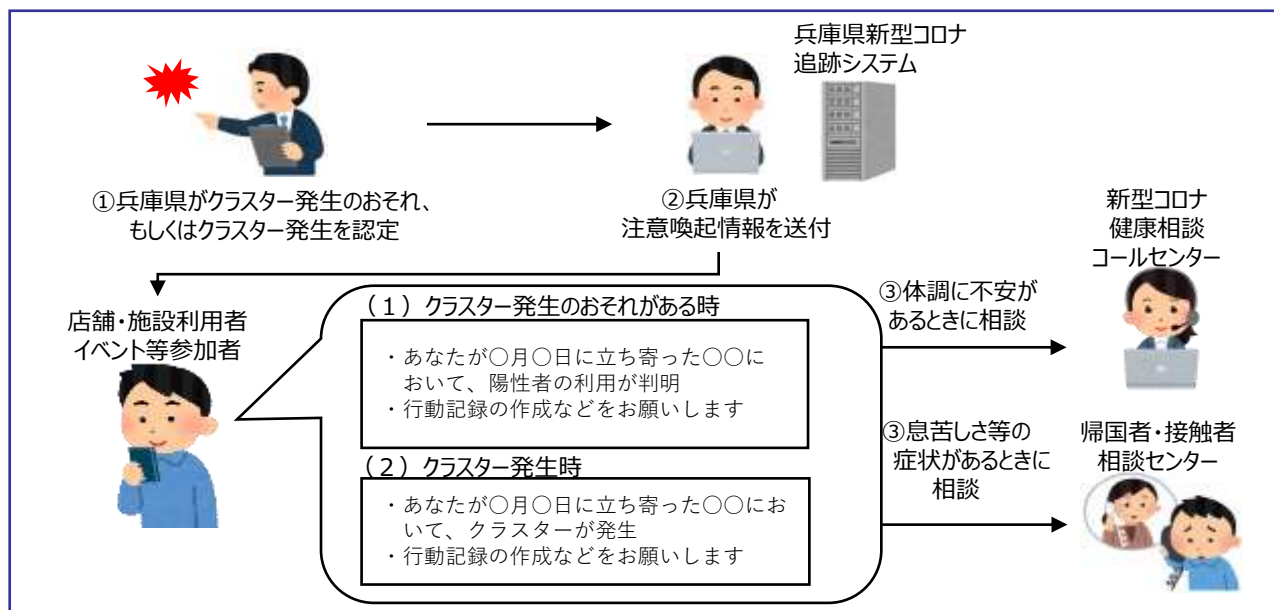 兵庫県新型コロナ
追跡システム
①兵庫県がクラスター発生のおそれ、
もしくはクラスター発生を認定
②兵庫県が
注意喚起情報を送付
新型コロナ
健康相談
コールセンター
店舗・施設利用者
イベント等参加者
（１）クラスター発生のおそれがある時
・あなたが〇月〇日に立ち寄った〇〇に
おいて、陽性者の利用が判明
・行動記録の作成などをお願いします
（２）クラスター発生時
・あなたが〇月〇日に立ち寄った〇〇にお
いて、クラスターが発生
・行動記録の作成などをお願いします
③体調に不安が
あるときに相談
③息苦しさ等の
症状があるときに
相談
帰国者・接触者
相談センター